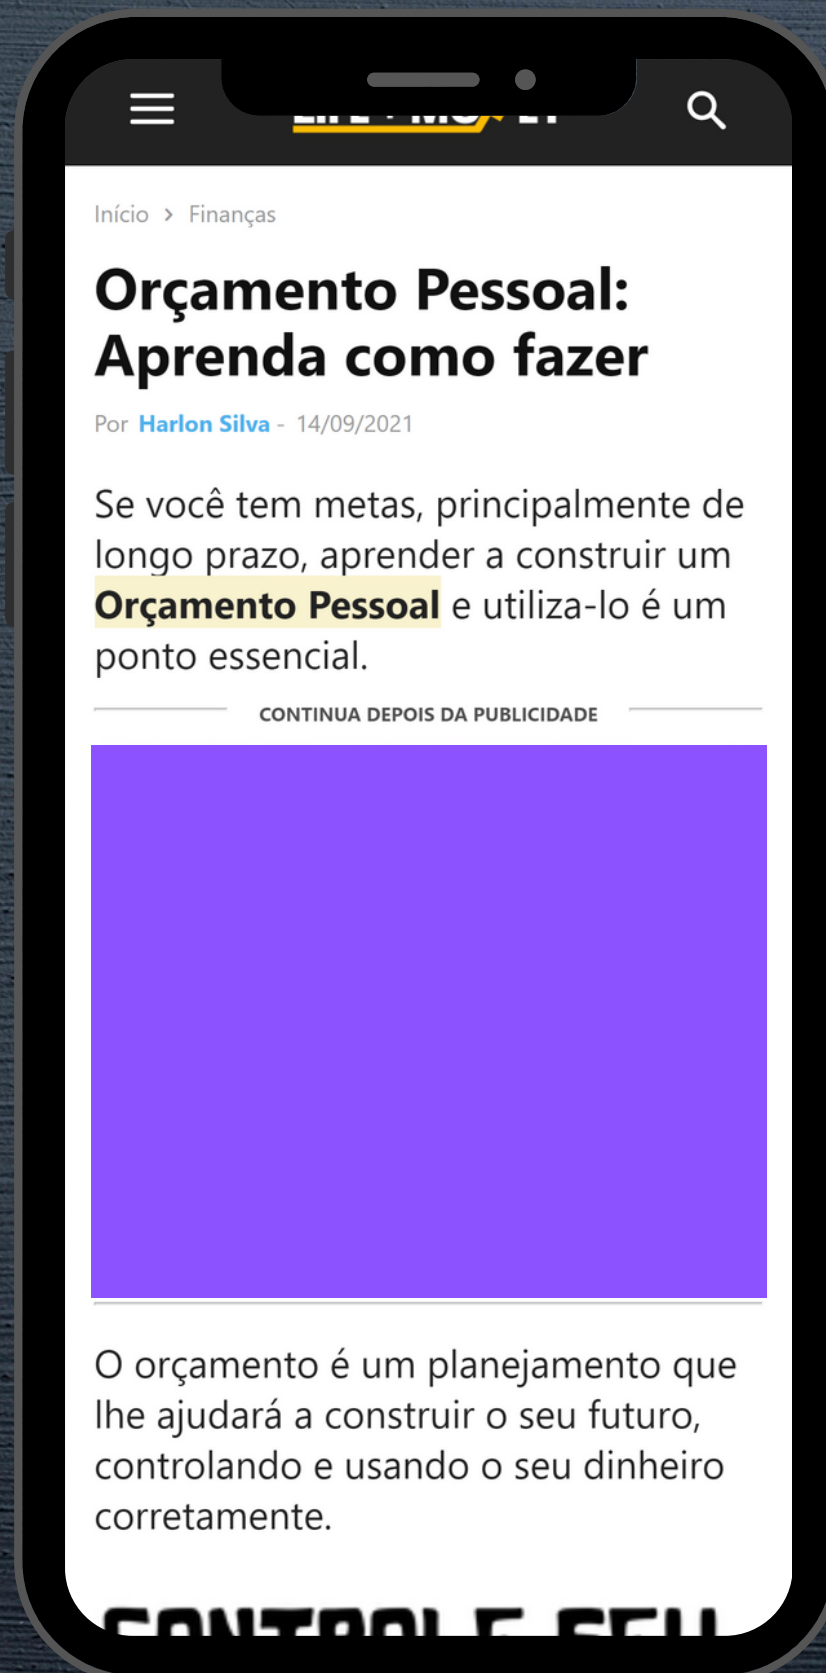 Início > Finanças
Orçamento Pessoal:
Aprenda como fazer
Por Harlon Silva - 14/09/2021
Se você tem metas, principalmente de
longo prazo, aprender a construir um
Orçamento Pessoal e utiliza-lo é um
ponto essencial.
CONTINUA DEPOIS DA PUBLICIDADE
O orçamento é um planejamento que
lhe ajudará a construir o seu futuro,
controlando e usando o seu dinheiro
corretamente.
CONTROLE SEU